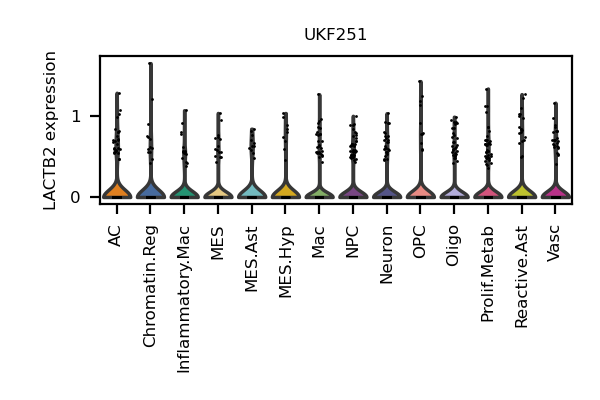 UKF251
LACTB2 expression
1
0
AC
Chromatin.Reg
Inflammatory.Mac
MES
MES.Ast
MES.Hyp
Mac
NPC
Neuron
OPC
Oligo
Prolif.Metab
Reactive.Ast
Vasc